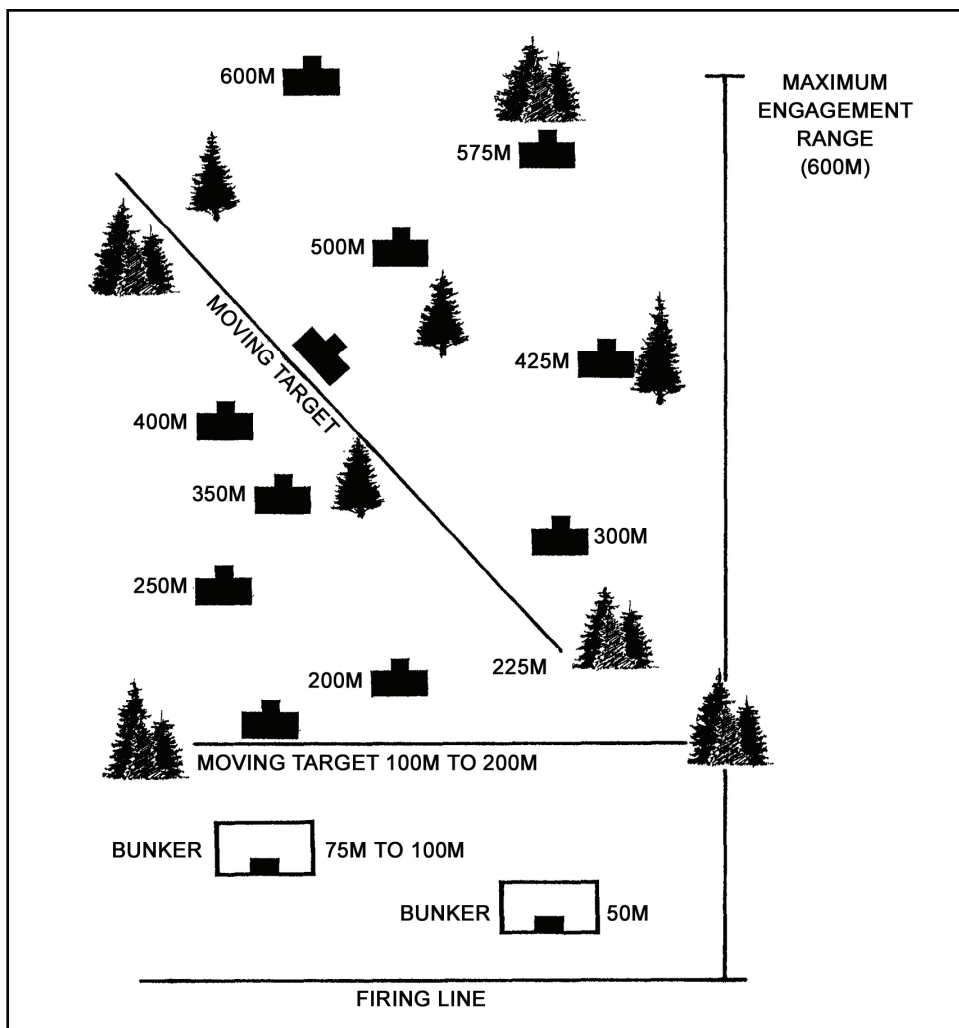 600M
MAXIMUM
ENGAGEMENT
RANGE
(600M)
575M
500M
MOVING TARGET
425M
400M
350M
300M
250M
225M
200M
MOVING TARGET 100M TO 200M
BUNKER
75M TO 100M
BUNKER
50M
FIRING LINE